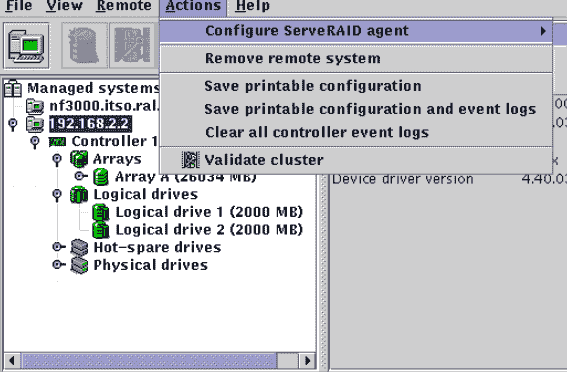 File View Remote Actions Help
Configure ServeRAID agent
Remove remote system
Save printable configuration
Save printable configuration and event logs
Clear all controller event logs
Validate cluster
Managed systems
nf3000.itso.ral.
192.168.2.2
Controller 1
Arrays
Array A (26034 MB)
Logical drives
Logical drive 1 (2000 MB)
Logical drive 2 (2000 MB)
Hot-spare drives
Physical drives
Device driver version 4.40.03